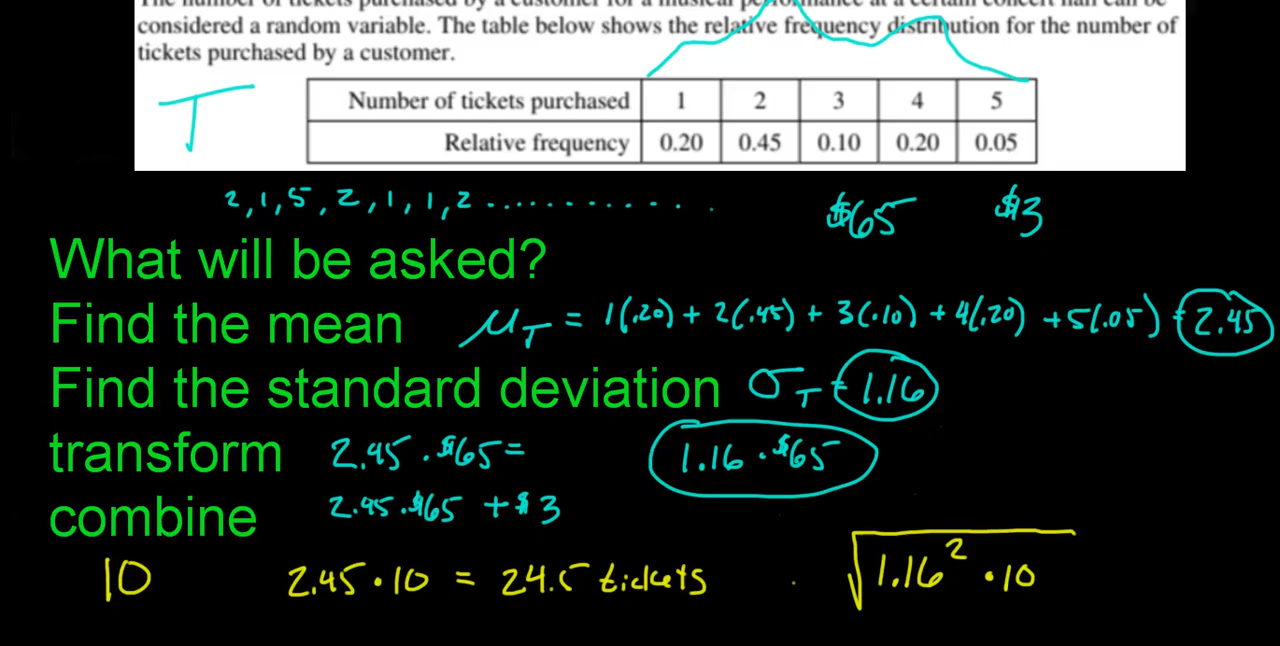 The number of tickets purchased by a customer for a musical performance at a certain concert hall can be
considered a random variable. The table below shows the relative frequency distribution for the number of
tickets purchased by a customer.
T
Number of tickets purchased 1 2 3 4 5
Relative frequency 0.20 0.45 0.10 0.20 0.05
2, 1, 5, 2, 1, 1, 2 ............
$65 $3
What will be asked?
Find the mean μT = 1(.20) + 2(.45) + 3(.10) + 4(.20) + 5(.05) = 2.45
Find the standard deviation σT = 1.16
transform 2.45 · $65 = 1.16 · $65
combine 2.45 · $65 + $3
10 2.45 · 10 = 24.5 tickets √1.16² · 10